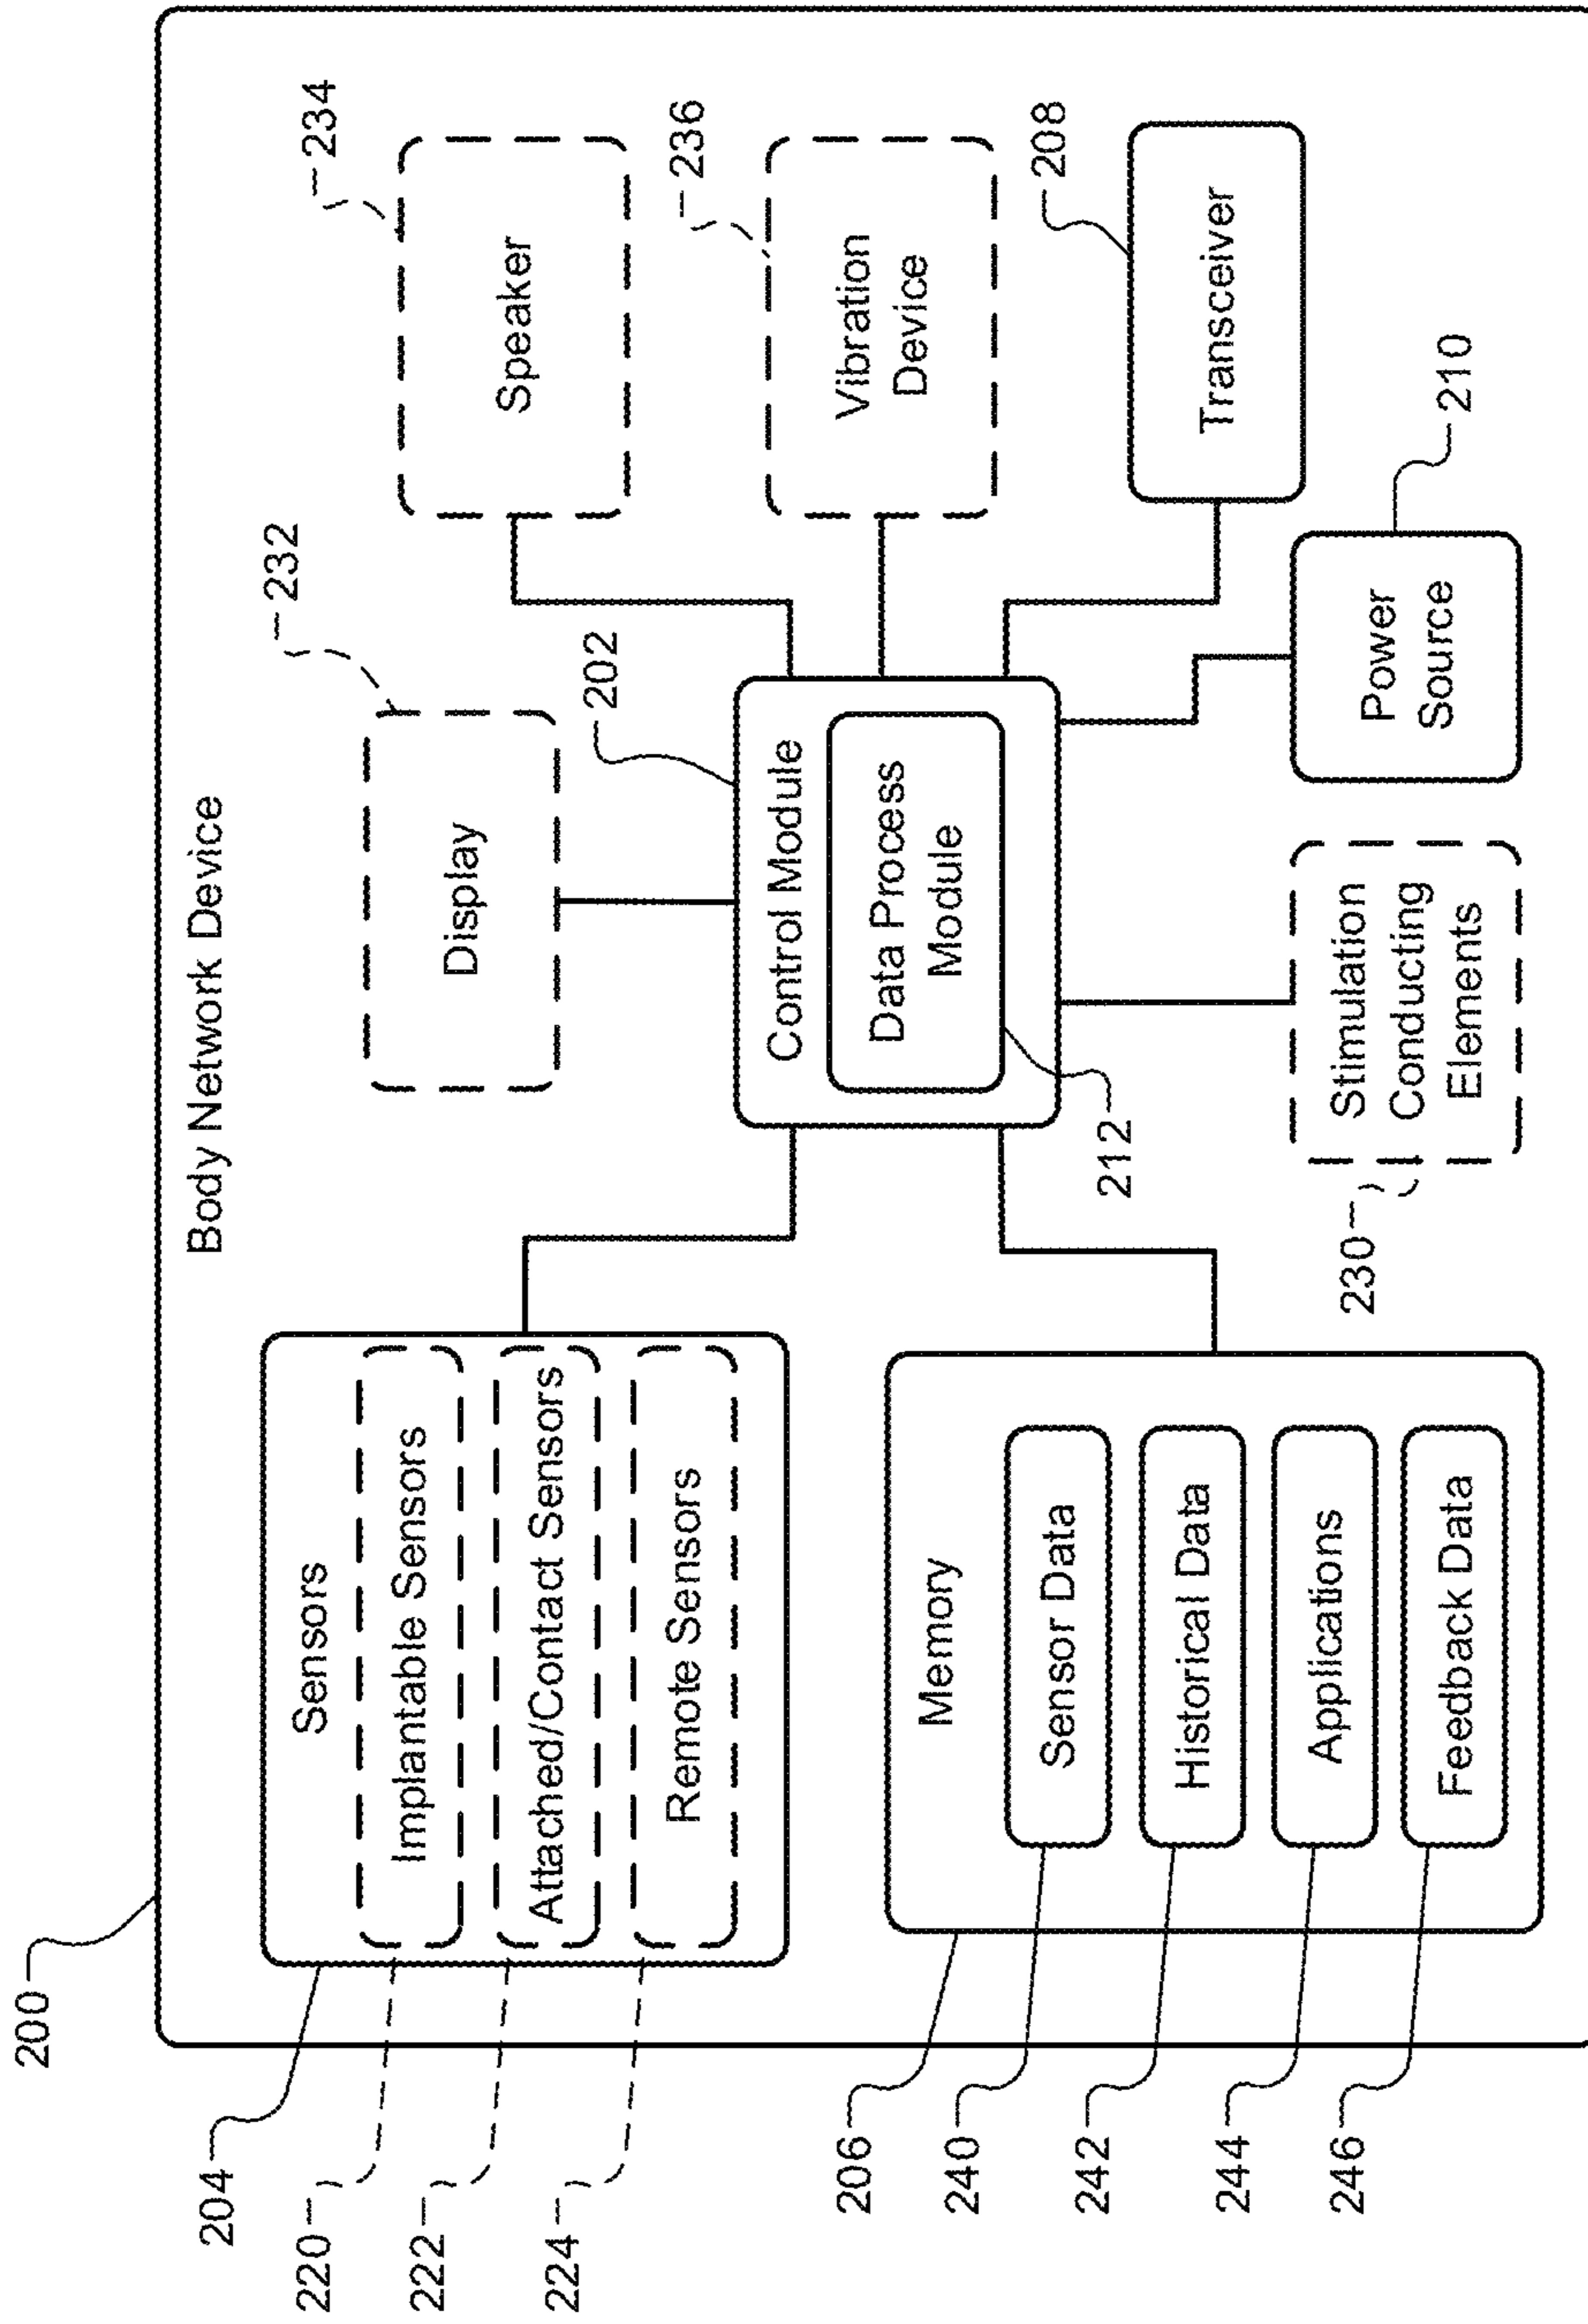 200
Body Network Device
204
Sensors
220
Implantable Sensors
222
Attached/Contact Sensors
224
Remote Sensors
206
Memory
240
Sensor Data
242
Historical Data
244
Applications
246
Feedback Data
232
Display
202
Control Module
Data Process
Module
212
230
Stimulation
Conducting
Elements
234
Speaker
236
Vibration
Device
208
Transceiver
210
Power
Source